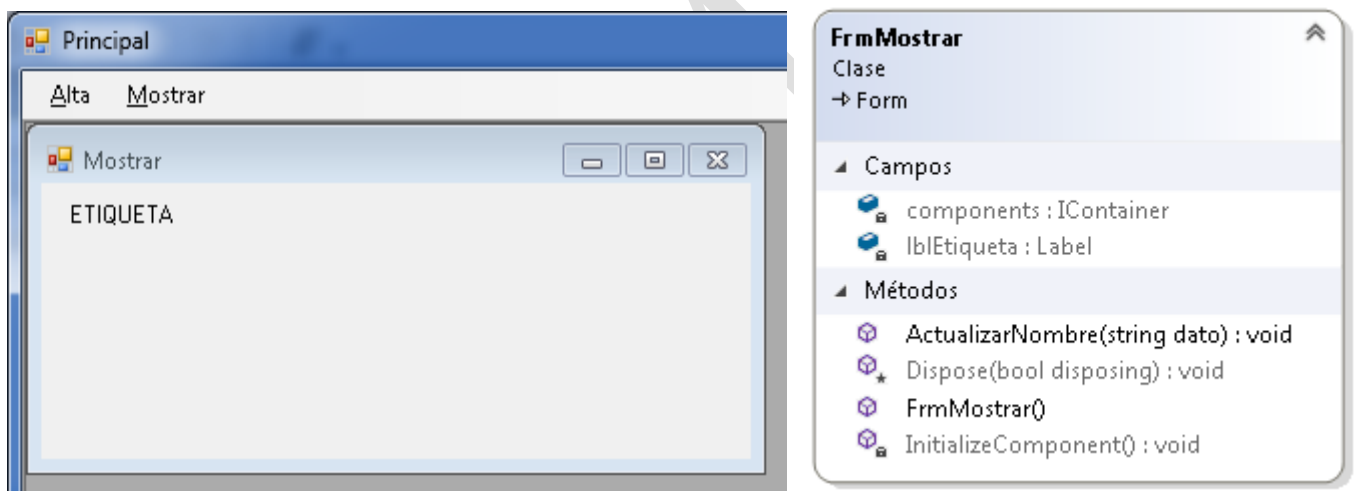 Principal
Alta Mostrar
Mostrar
ETIQUETA
FrmMostrar
Clase
Form
Campos
components : IContainer
lblEtiqueta : Label
Métodos
ActualizarNombre(string dato) : void
Dispose(bool disposing) : void
FrmMostrar()
InitializeComponent() : void